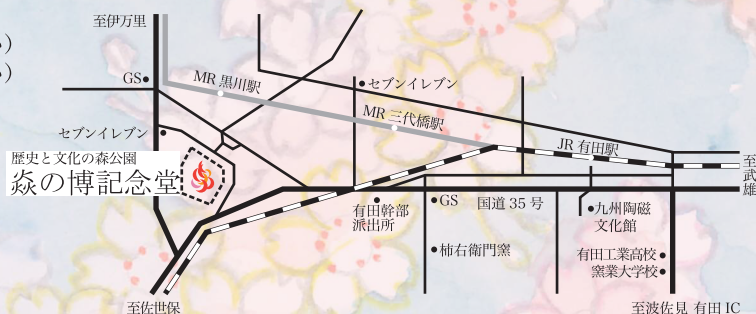 至伊万里
GS
MR 黒川駅
セブンイレブン
MR 三代橋駅
セブンイレブン
JR 有田駅
至武雄
歴史と文化の森公園
焱の博記念堂
有田幹部
派出所
GS
国道 35 号
九州陶磁
文化館
柿右衛門窯
有田工業高校
窯業大学校
至佐世保
至波佐見 有田 IC